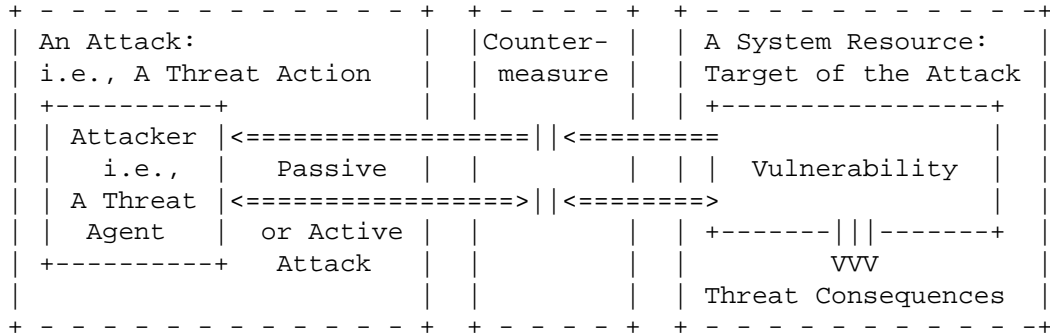 + - - - - - - - - - - - - + + - - - - + + - - - - - - - - - - -+
| An Attack: | |Counter- | | A System Resource: |
| i.e., A Threat Action | | measure | | Target of the Attack |
| +----------+ | | | | +-----------------+ |
| | Attacker |<==================||<========= | |
| | i.e., | Passive | | | | | Vulnerability | |
| | A Threat |<=================>||<========> | |
| | Agent | or Active | | | | +-------|||-------+ |
| +----------+ Attack | | | | VVV |
| | | | | Threat Consequences |
+ - - - - - - - - - - - - + + - - - - + + - - - - - - - - - - -+